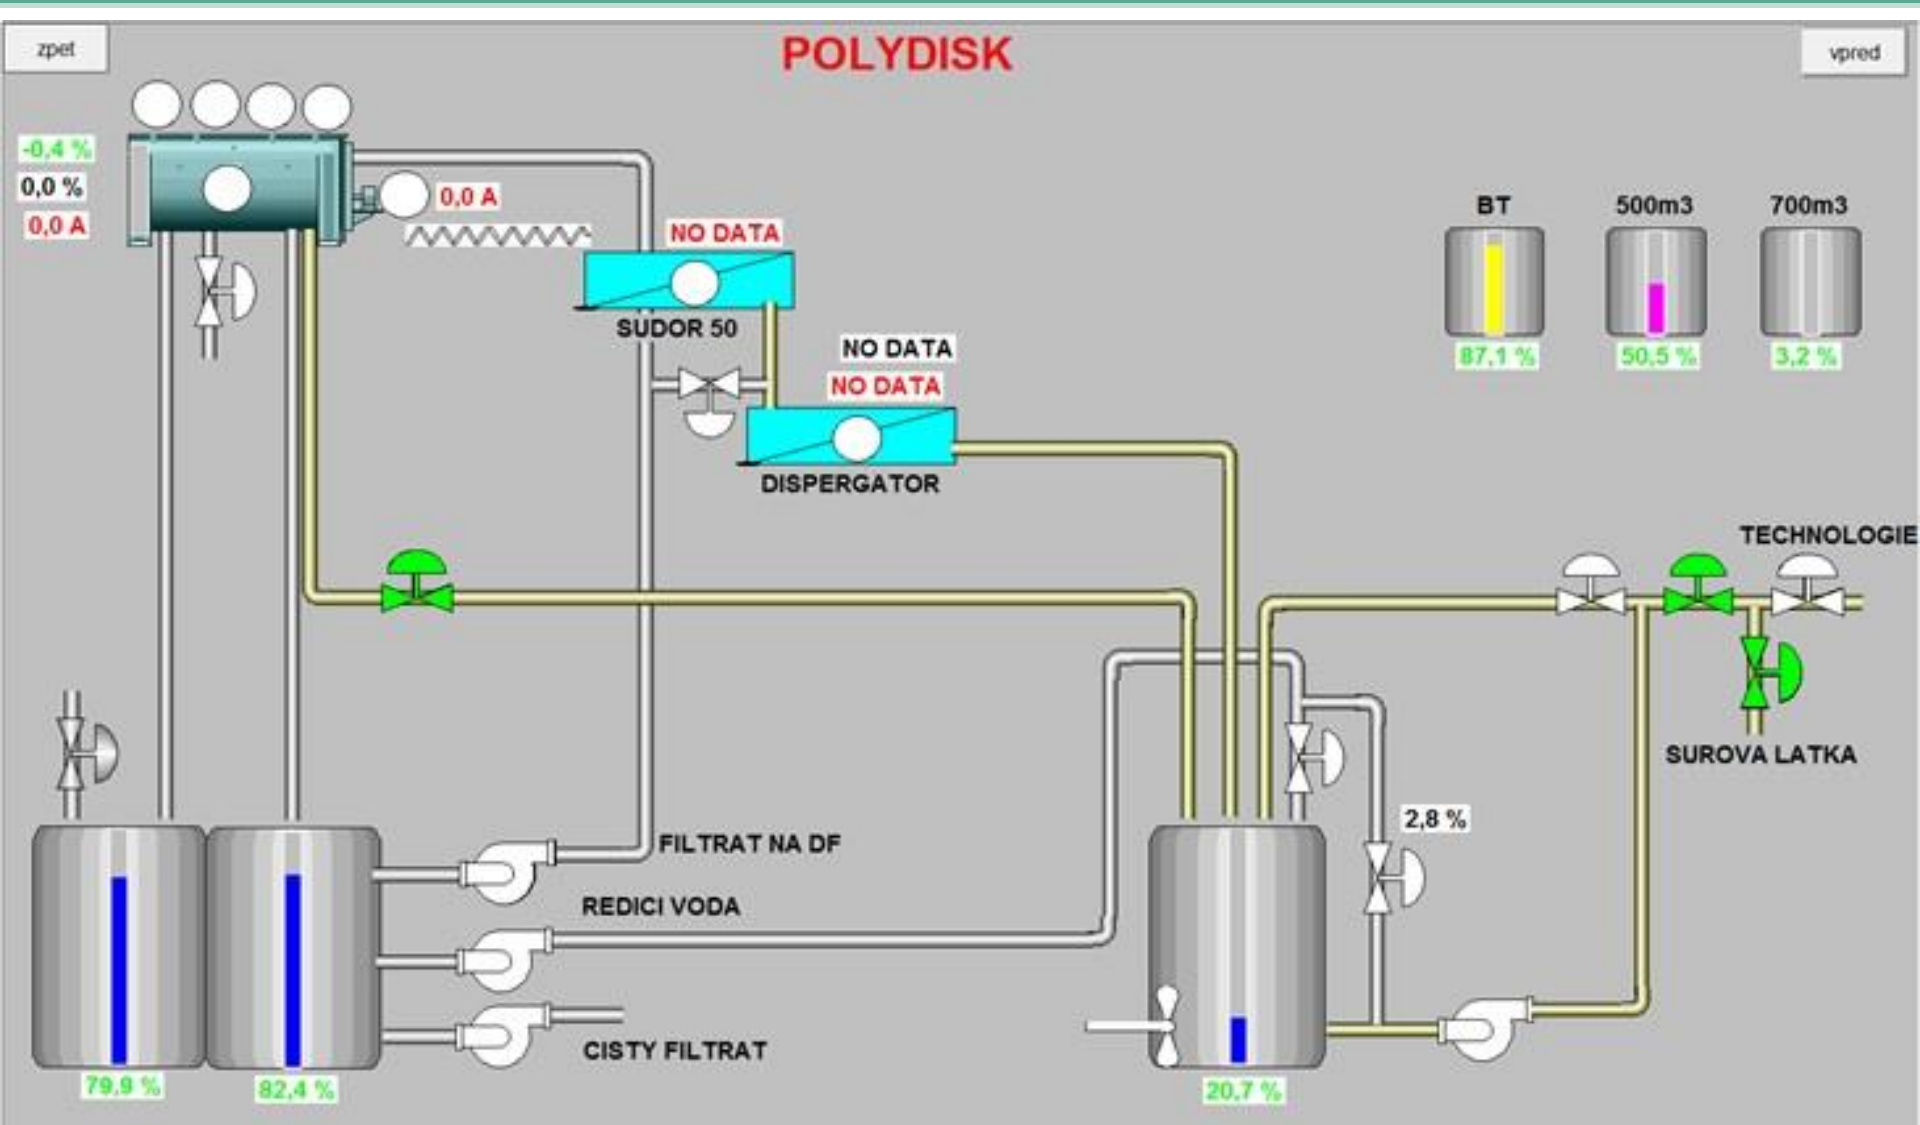 zpet
POLYDISK
vpred
-0,4 %
0,0 %
0,0 A
0,0 A
NO DATA
SUDOR 50
NO DATA
NO DATA
DISPERGATOR
BT
500m3
700m3
87,1 %
50,5 %
3,2 %
TECHNOLOGIE
SUROVA LATKA
2,8 %
FILTRAT NA DF
REDICI VODA
CISTY FILTRAT
79,9 %
82,4 %
20,7 %